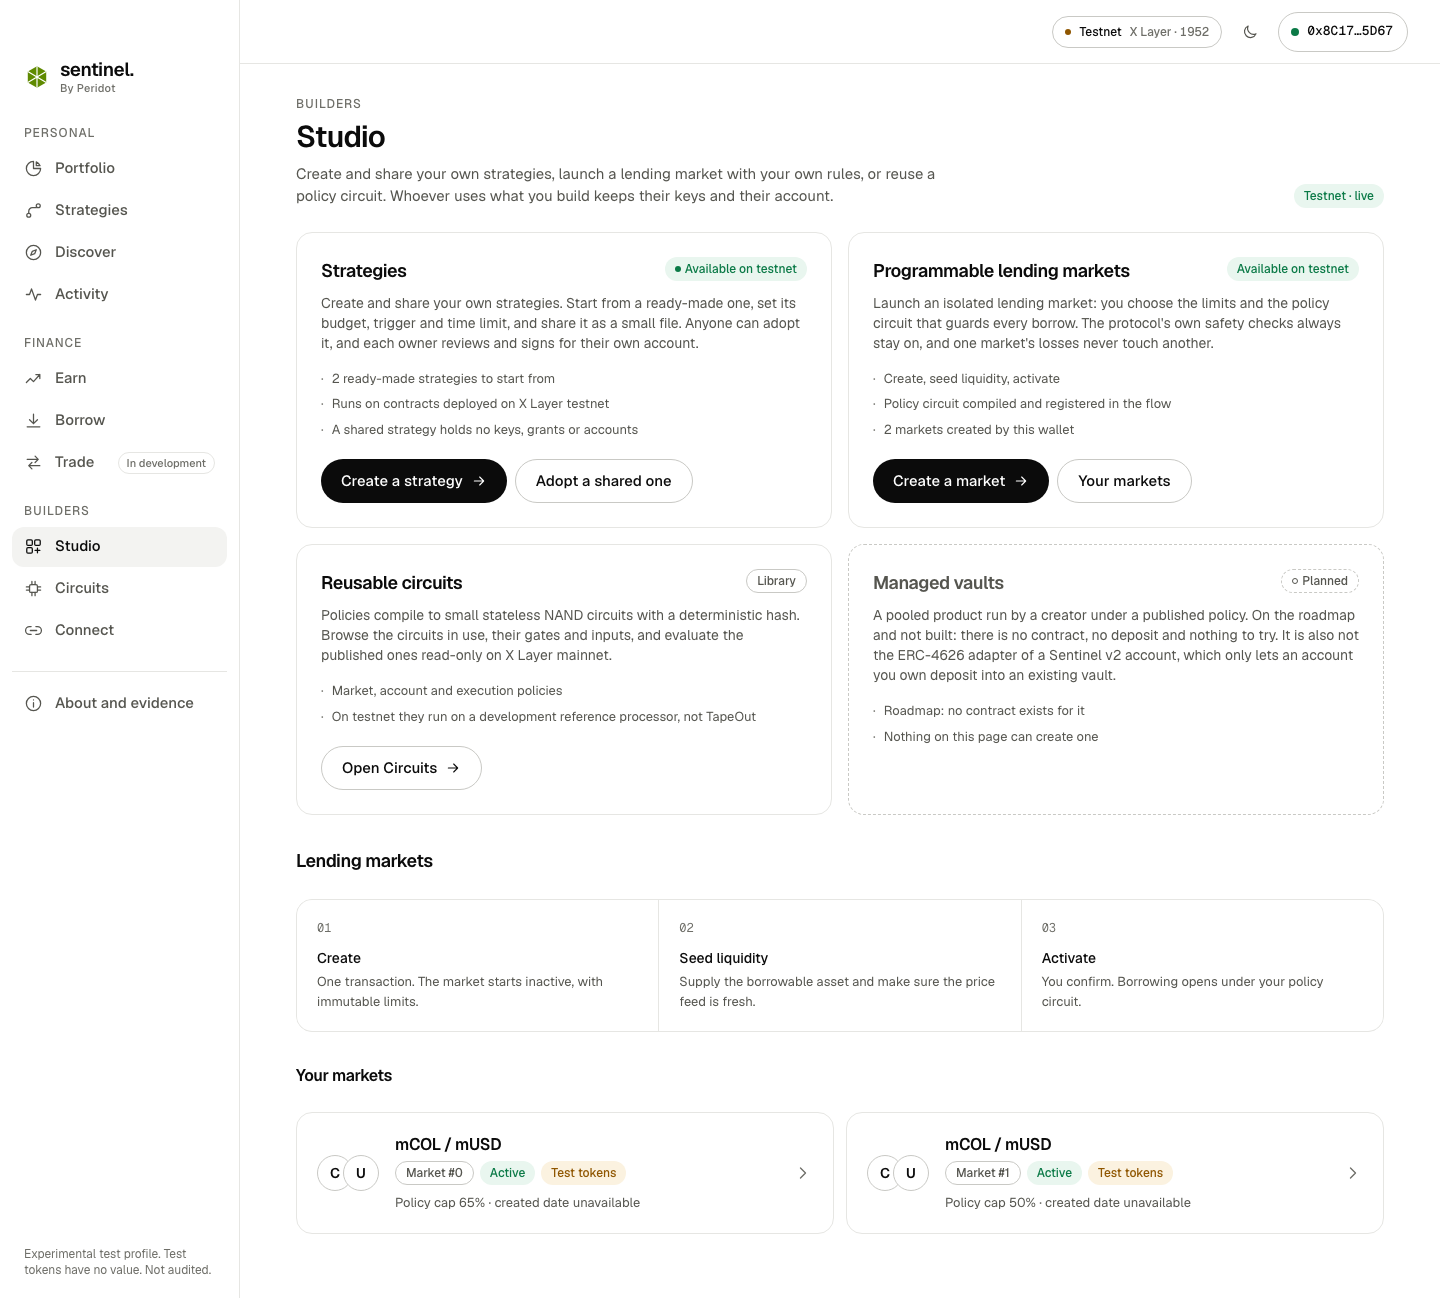 sentinel.
By Peridot
PERSONAL
Portfolio
Strategies
Discover
Activity
FINANCE
Earn
Borrow
Trade In development
BUILDERS
Studio
Circuits
Connect
About and evidence
Experimental test profile. Test
tokens have no value. Not audited.
Testnet X Layer · 1952
0x8C17…5D67
BUILDERS
Studio
Create and share your own strategies, launch a lending market with your own rules, or reuse a
policy circuit. Whoever uses what you build keeps their keys and their account.
Testnet · live
Strategies
Available on testnet
Create and share your own strategies. Start from a ready-made one, set its
budget, trigger and time limit, and share it as a small file. Anyone can adopt
it, and each owner reviews and signs for their own account.
· 2 ready-made strategies to start from
· Runs on contracts deployed on X Layer testnet
· A shared strategy holds no keys, grants or accounts
Create a strategy →
Adopt a shared one
Programmable lending markets
Available on testnet
Launch an isolated lending market: you choose the limits and the policy
circuit that guards every borrow. The protocol's own safety checks always
stay on, and one market's losses never touch another.
· Create, seed liquidity, activate
· Policy circuit compiled and registered in the flow
· 2 markets created by this wallet
Create a market →
Your markets
Reusable circuits
Library
Policies compile to small stateless NAND circuits with a deterministic hash.
Browse the circuits in use, their gates and inputs, and evaluate the
published ones read-only on X Layer mainnet.
· Market, account and execution policies
· On testnet they run on a development reference processor, not TapeOut
Open Circuits →
Managed vaults
Planned
A pooled product run by a creator under a published policy. On the roadmap
and not built: there is no contract, no deposit and nothing to try. It is also not
the ERC-4626 adapter of a Sentinel v2 account, which only lets an account
you own deposit into an existing vault.
· Roadmap: no contract exists for it
· Nothing on this page can create one
Lending markets
01
Create
One transaction. The market starts inactive, with
immutable limits.
02
Seed liquidity
Supply the borrowable asset and make sure the price
feed is fresh.
03
Activate
You confirm. Borrowing opens under your policy
circuit.
Your markets
C U
mCOL / mUSD
Market #0 Active Test tokens
Policy cap 65% · created date unavailable
C U
mCOL / mUSD
Market #1 Active Test tokens
Policy cap 50% · created date unavailable